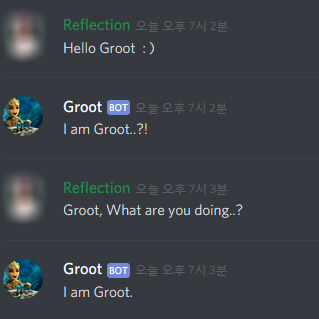 Reflection 오늘 오후 7시 2분
Hello Groot  : )
Groot BOT 오늘 오후 7시 2분
I am Groot..?!
Reflection 오늘 오후 7시 3분
Groot, What are you doing..?
Groot BOT 오늘 오후 7시 3분
I am Groot.